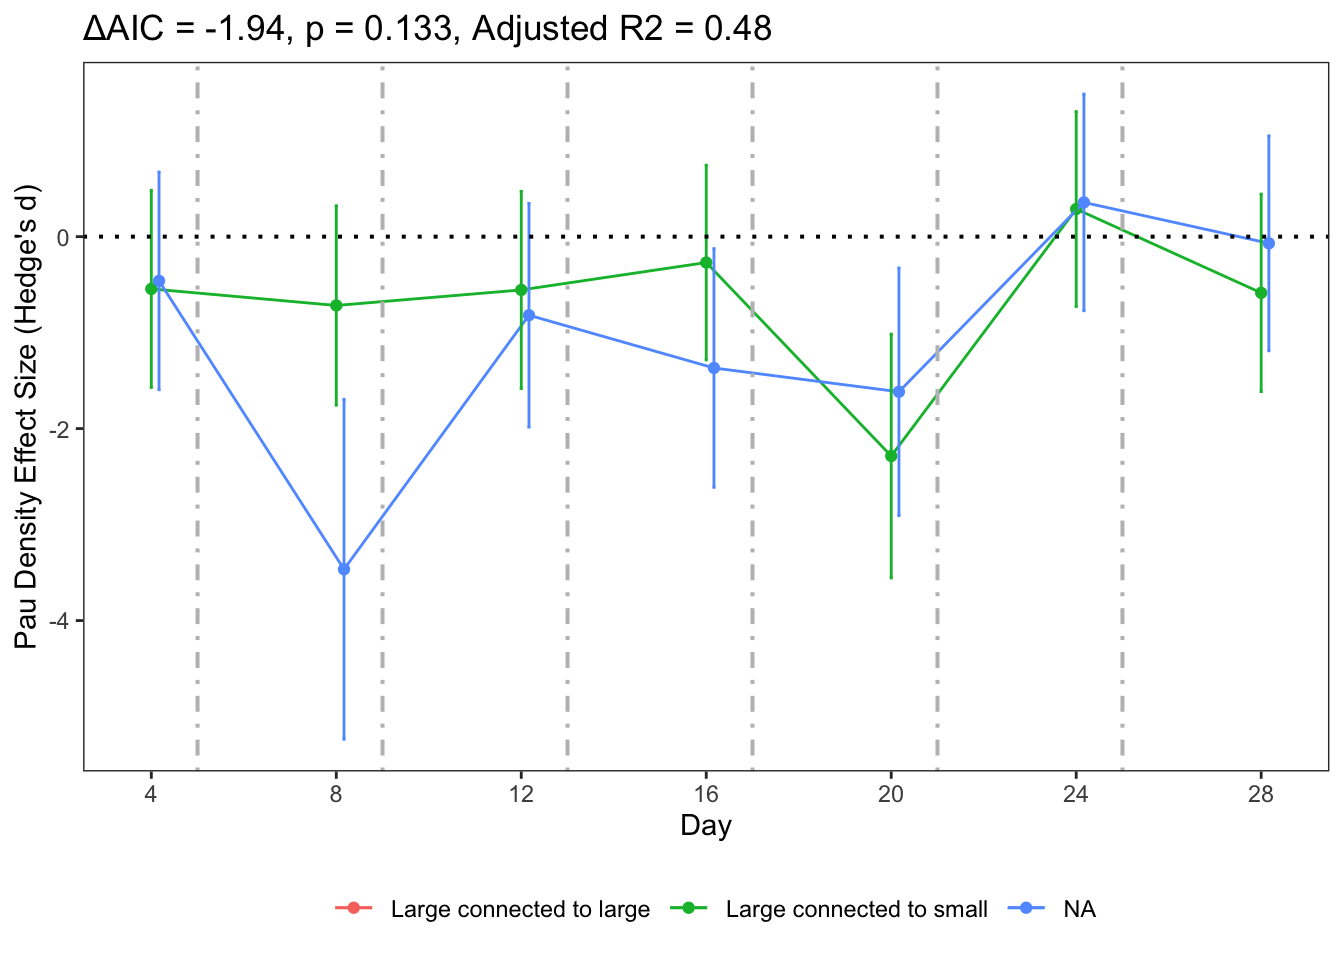 ΔAIC = -1.94, p = 0.133, Adjusted R2 = 0.48
Pau Density Effect Size (Hedge's d)
0
-2
-4
4 8 12 16 20 24 28
Day
Large connected to large Large connected to small NA